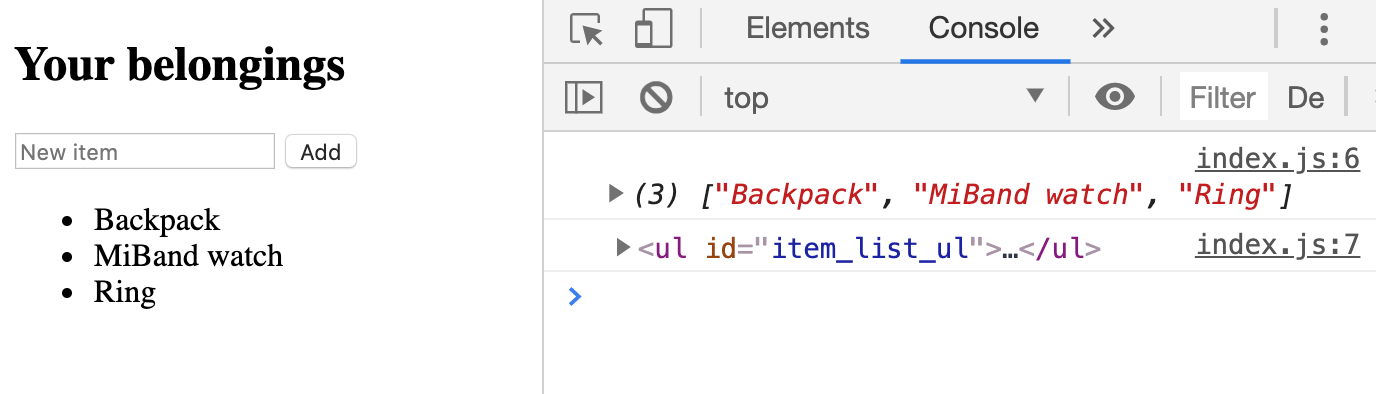 Your belongings
New item Add
• Backpack
• MiBand watch
• Ring
Elements Console
top Filter De
index.js:6
(3) ["Backpack", "MiBand watch", "Ring"]
<ul id="item_list_ul">…</ul> index.js:7